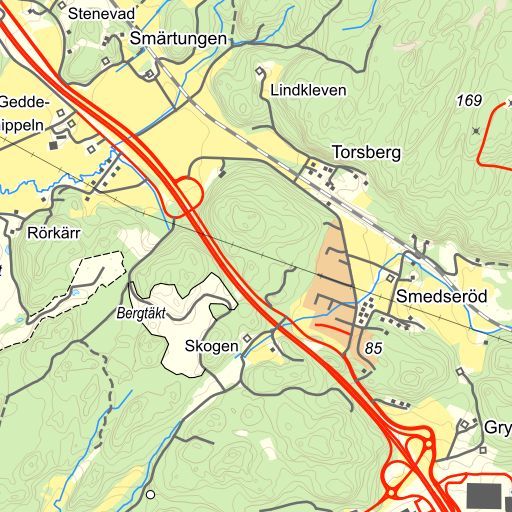 Stenevad
Smärtungen
Lindkleven
Gedde-
ippeln
169
Torsberg
Rörkärr
Smedseröd
Bergtäkt
Skogen
85
Gry